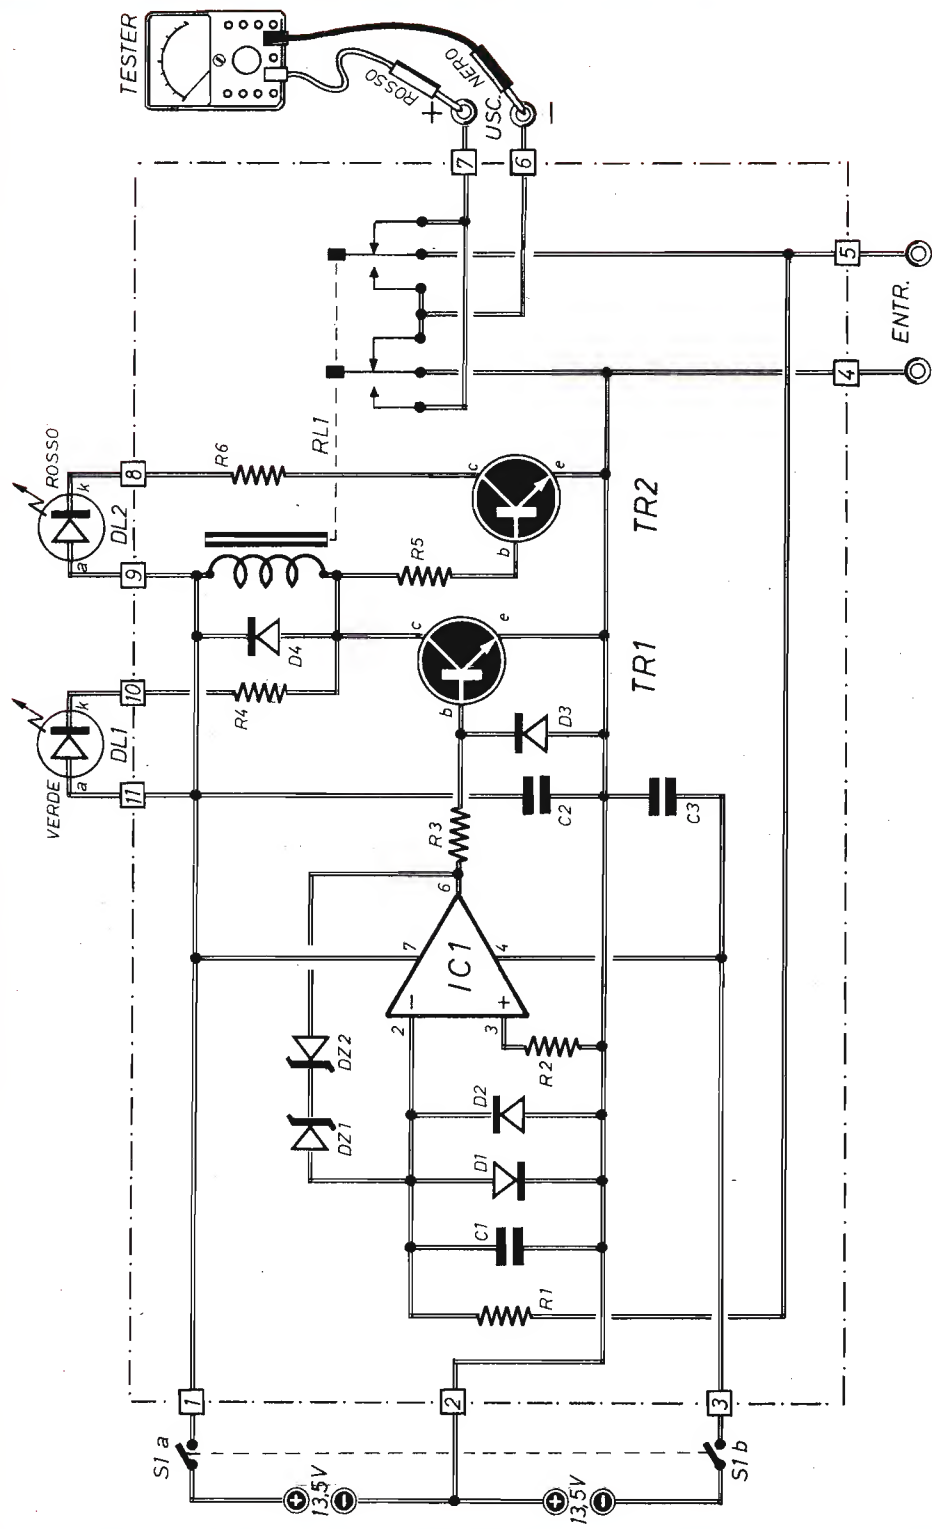 TESTER
ROSSO
NERO
+
USC.
−
7
6
5
4
ENTR.
ROSSO
8
k
DL2
a
9
R6
RL1
c
b
e
TR2
R5
10
k
DL1
a
11
VERDE
D4
R4
c
b
e
TR1
D3
C2
C3
R3
6
7
4
IC1
−
+
2
3
R2
DZ2
DZ1
D2
D1
C1
R1
1
2
3
S1a
S1b
+
13,5V
−
+
13,5V
−